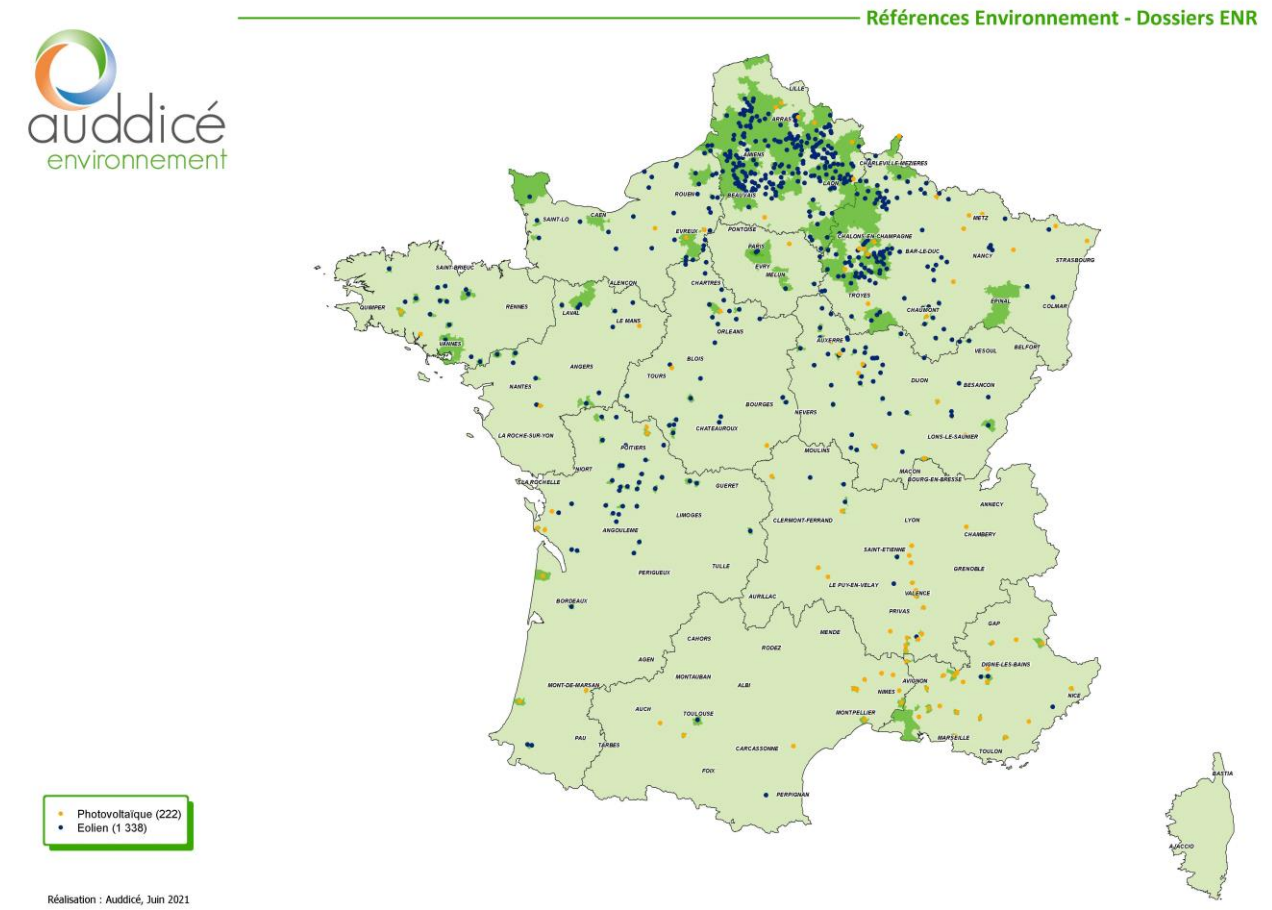 Références Environnement - Dossiers ENR
auddicé
environnement
LILLE
ARRAS
AMIENS
CHARLEVILLE-MEZIERES
LAON
ROUEN
BEAUVAIS
SAINT-LO
CAEN
METZ
EVREUX
PONTOISE
CHALONS-EN-CHAMPAGNE
PARIS
BAR-LE-DUC
NANCY
STRASBOURG
EVRY
SAINT-BRIEUC
MELUN
ALENÇON
CHARTRES
TROYES
EPINAL
QUIMPER
RENNES
LAVAL
LE MANS
CHAUMONT
COLMAR
ORLEANS
AUXERRE
VANNES
VESOUL
BELFORT
BLOIS
ANGERS
TOURS
DIJON
BESANCON
NANTES
BOURGES
NEVERS
LA ROCHE-SUR-YON
CHATEAUROUX
LONS-LE-SAUNIER
POITIERS
MOULINS
NIORT
MACON
BOURG-EN-BRESSE
LA ROCHELLE
GUERET
ANNECY
LIMOGES
CLERMONT-FERRAND
LYON
ANGOULEME
CHAMBERY
SAINT-ETIENNE
TULLE
GRENOBLE
PERIGUEUX
LE PUY-EN-VELAY
AURILLAC
VALENCE
BORDEAUX
PRIVAS
GAP
MENDE
CAHORS
RODEZ
AGEN
DIGNE-LES-BAINS
MONTAUBAN
AVIGNON
MONT-DE-MARSAN
ALBI
NIMES
NICE
AUCH
TOULOUSE
MONTPELLIER
PAU
MARSEILLE
TARBES
CARCASSONNE
TOULON
FOIX
BASTIA
PERPIGNAN
AJACCIO
Photovoltaïque (222)
Eolien (1 338)
Réalisation : Auddicé, Juin 2021